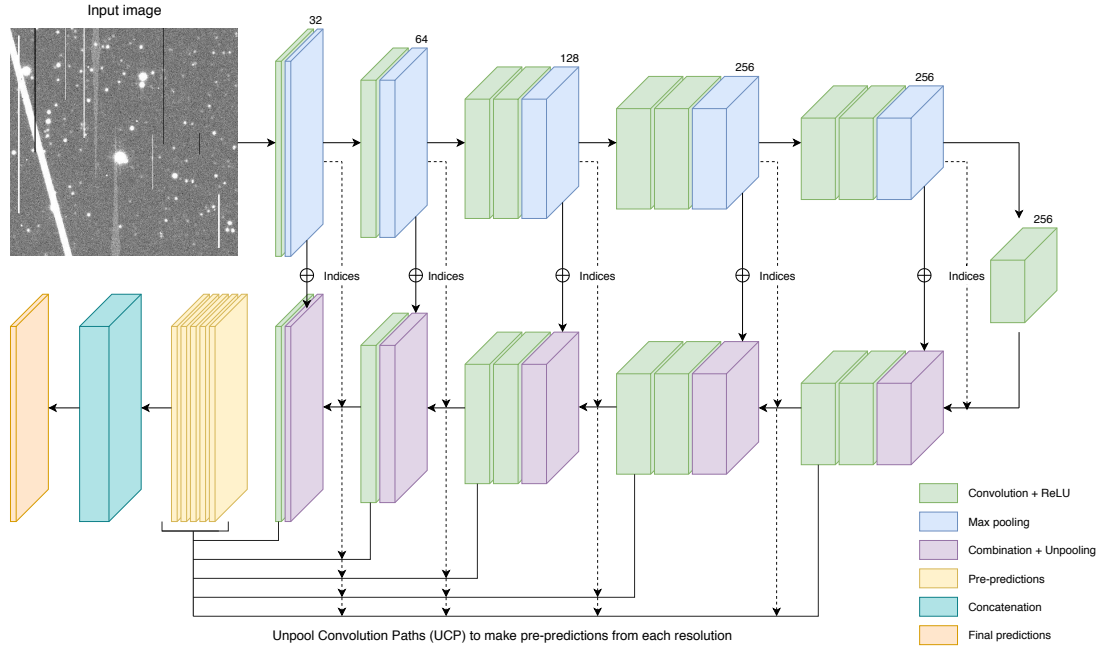 Input image
32
64
128
256
256
256
Indices
Indices
Indices
Indices
Indices
Convolution + ReLU
Max pooling
Combination + Unpooling
Pre-predictions
Concatenation
Final predictions
Unpool Convolution Paths (UCP) to make pre-predictions from each resolution